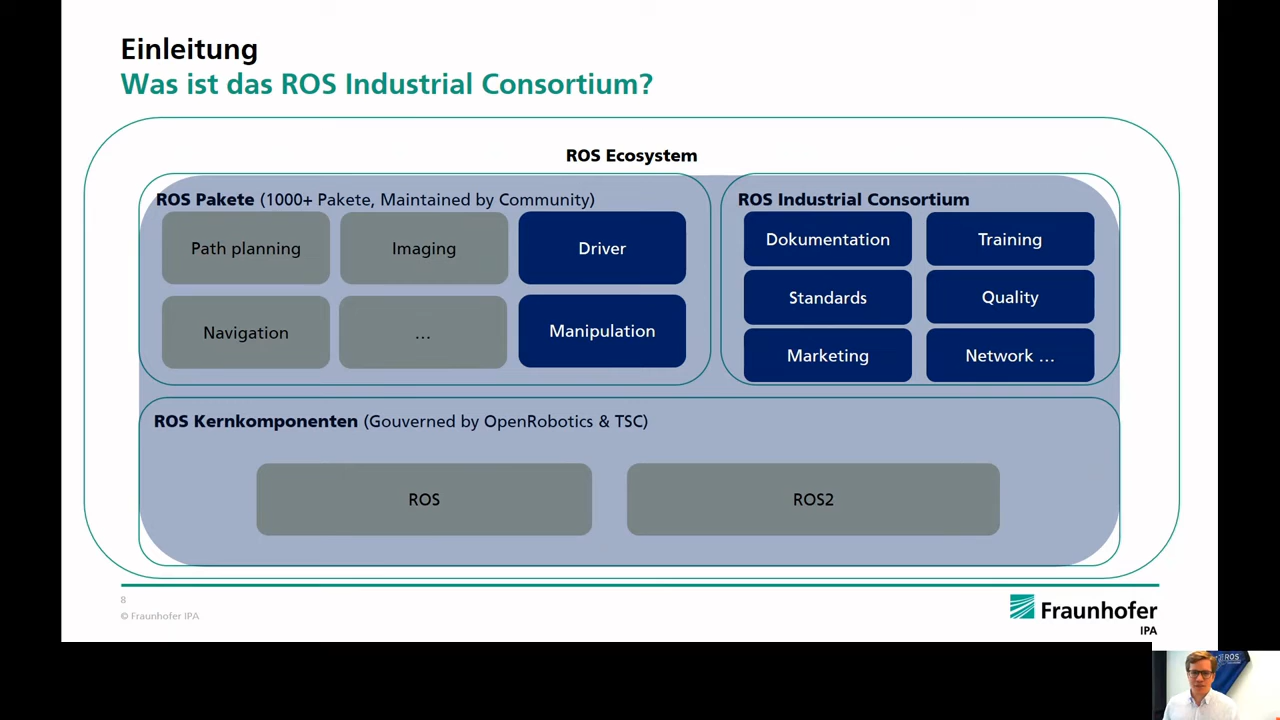 Einleitung
Was ist das ROS Industrial Consortium?
ROS Ecosystem
ROS Pakete (1000+ Pakete, Maintained by Community)
Path planning
Imaging
Driver
Navigation
...
Manipulation
ROS Industrial Consortium
Dokumentation
Training
Standards
Quality
Marketing
Network ...
ROS Kernkomponenten (Gouverned by OpenRobotics & TSC)
ROS
ROS2
8
© Fraunhofer IPA
Fraunhofer
IPA
ROS